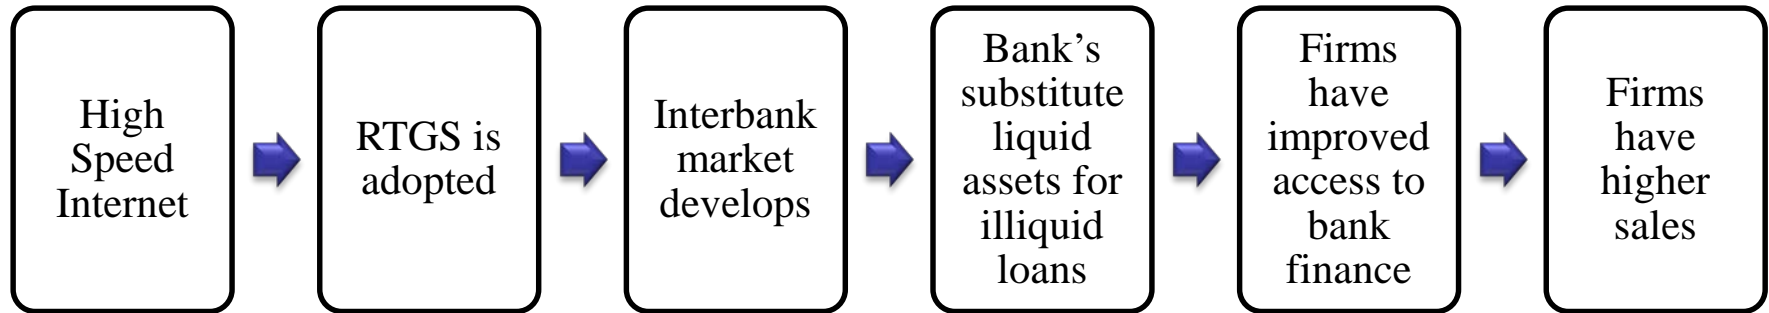 High
Speed
Internet
RTGS is
adopted
Interbank
market
develops
Bank’s
substitute
liquid
assets for
illiquid
loans
Firms
have
improved
access to
bank
finance
Firms
have
higher
sales